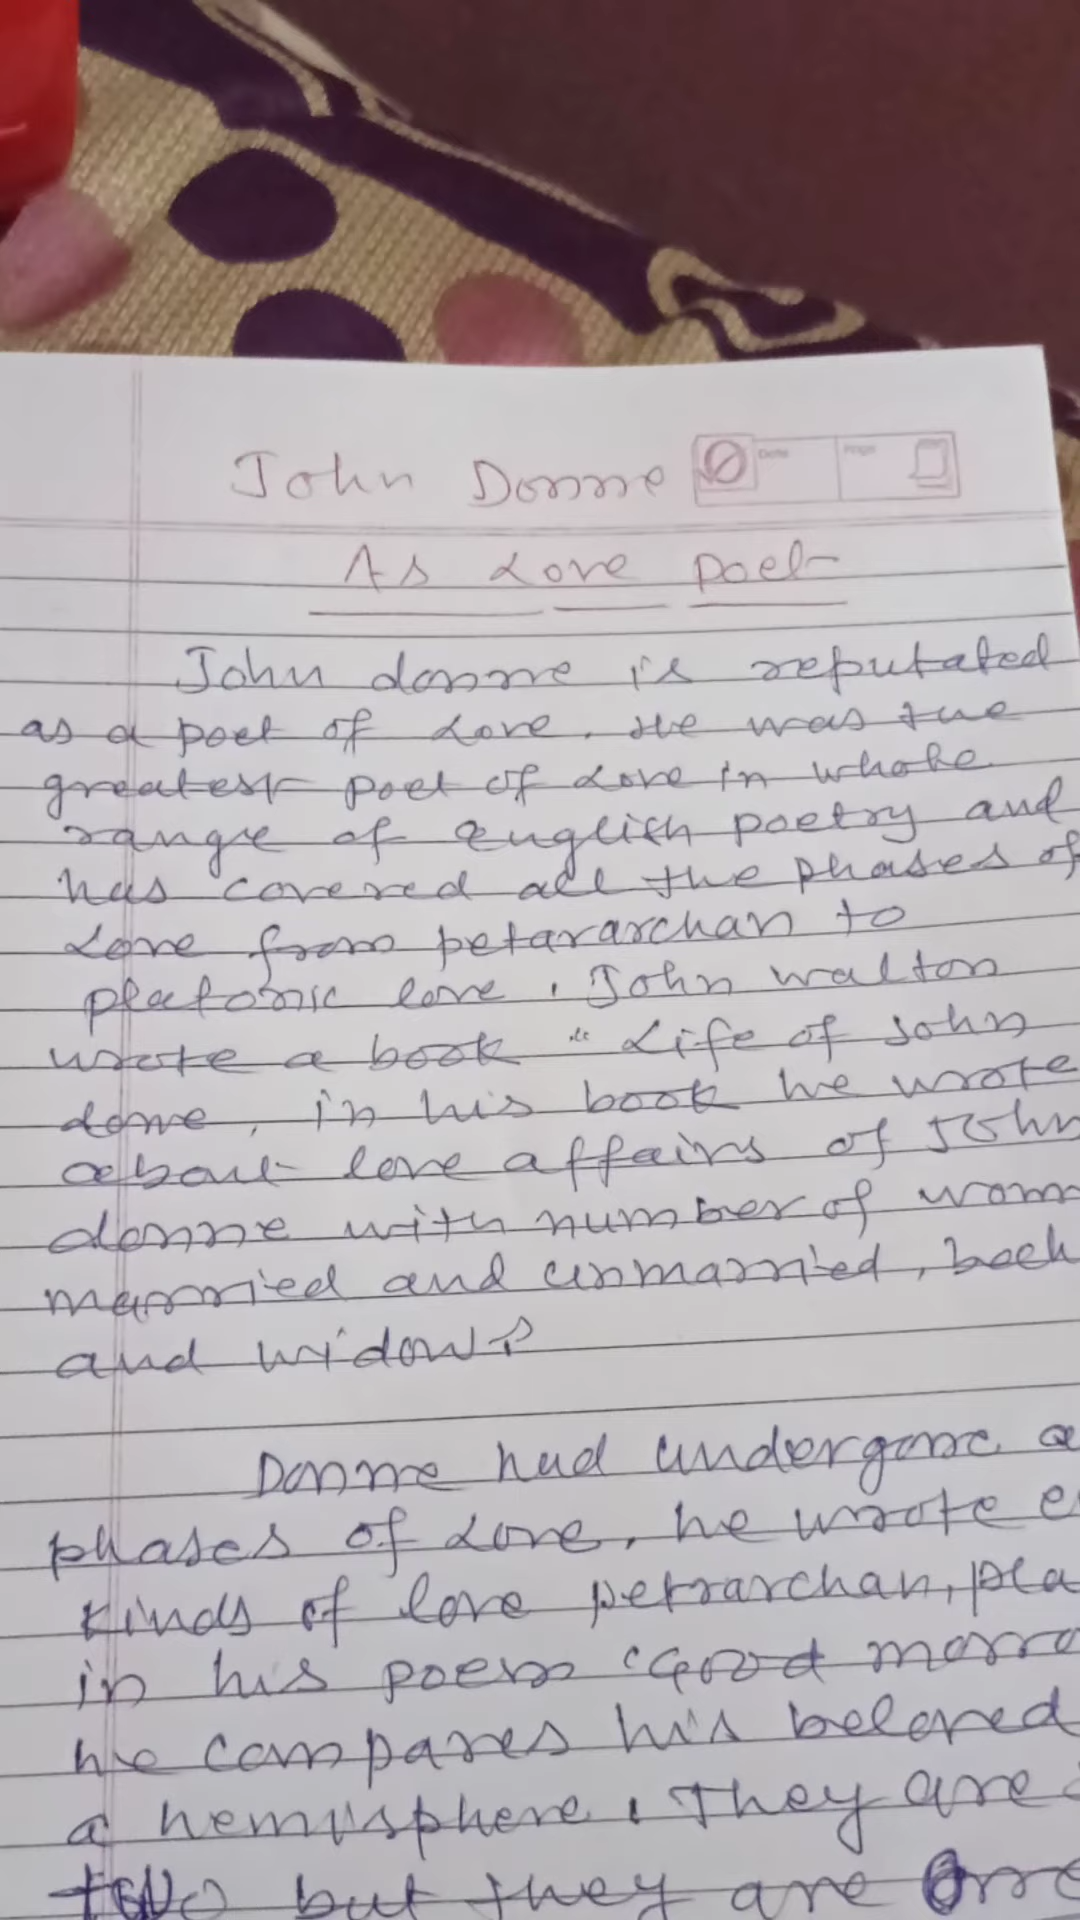 John Donne
Date Page
As Love poet
John donne is reputated
as a poet of Love. He was the
greatest poet of Love in whole
range of English poetry and
has covered all the phases of
Love from petararchan to
platonic love. John walton
wrote a book " Life of John
donne, in his book he wrote
about love affairs of John
donne with number of wom
married and unmarried,
and widows
Donne had undergone a
phases of Love, he wrote
kinds of love petrarchan, pla
in his poem 'Good morro
he compares his beloved
a hemisphere. They are
two but they are one